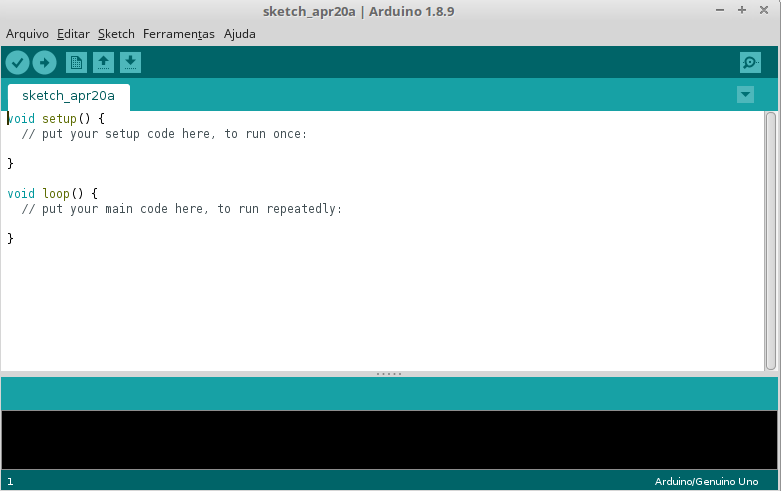 sketch_apr20a | Arduino 1.8.9
Arquivo Editar Sketch Ferramentas Ajuda
sketch_apr20a
void setup() {
  // put your setup code here, to run once:
}
void loop() {
  // put your main code here, to run repeatedly:
}
1 Arduino/Genuino Uno